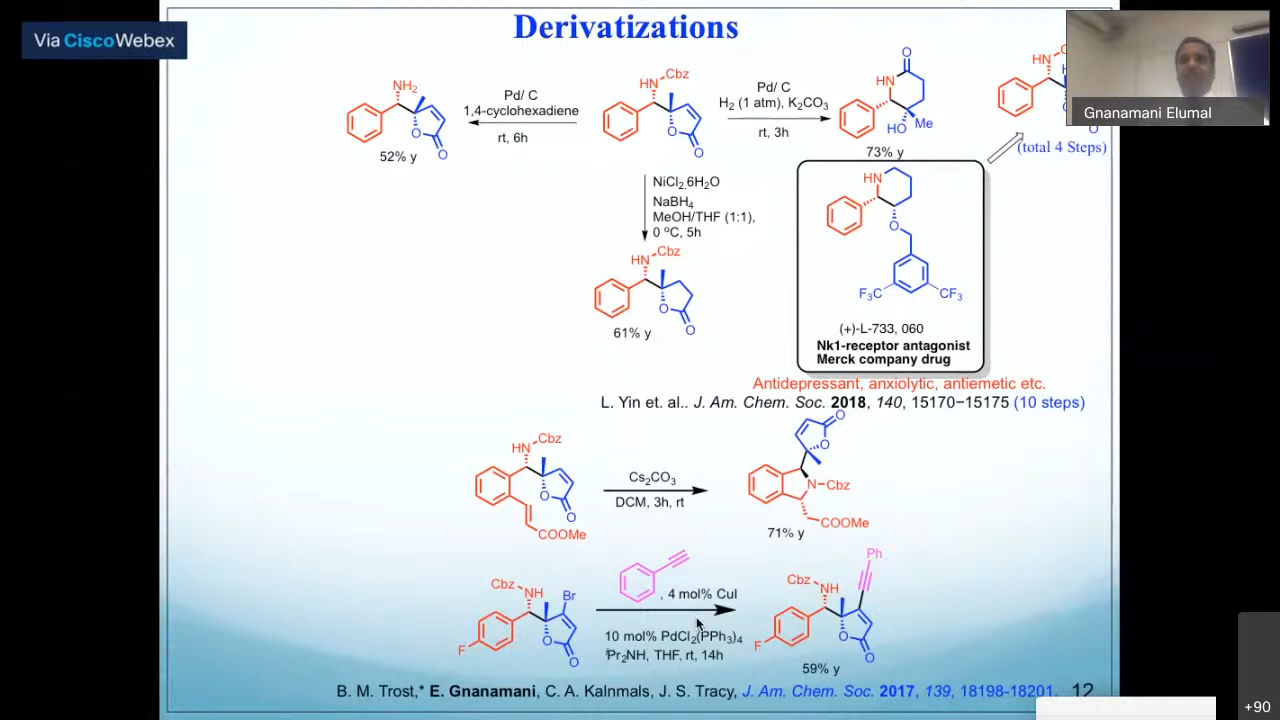 Derivatizations
Via CiscoWebex
Gnanamani Elumal
NH2
O
O
52% y
Pd/ C
1,4-cyclohexadiene
rt, 6h
HN
Cbz
O
O
Pd/ C
H2 (1 atm), K2CO3
rt, 3h
O
HN
HO
Me
73% y
HN
O
(total 4 Steps)
NiCl2.6H2O
NaBH4
MeOH/THF (1:1),
0 ºC, 5h
HN
Cbz
O
O
61% y
HN
O
F3C
CF3
(+)-L-733, 060
Nk1-receptor antagonist
Merck company drug
Antidepressant, anxiolytic, antiemetic etc.
L. Yin et. al.. J. Am. Chem. Soc. 2018, 140, 15170−15175 (10 steps)
HN
Cbz
O
O
COOMe
Cs2CO3
DCM, 3h, rt
O
O
N
Cbz
COOMe
71% y
Cbz
NH
Br
F
O
O
, 4 mol% CuI
10 mol% PdCl2(PPh3)4
iPr2NH, THF, rt, 14h
Ph
Cbz
NH
F
O
O
59% y
B. M. Trost,* E. Gnanamani, C. A. Kalnmals, J. S. Tracy, J. Am. Chem. Soc. 2017, 139, 18198-18201. 12
+90